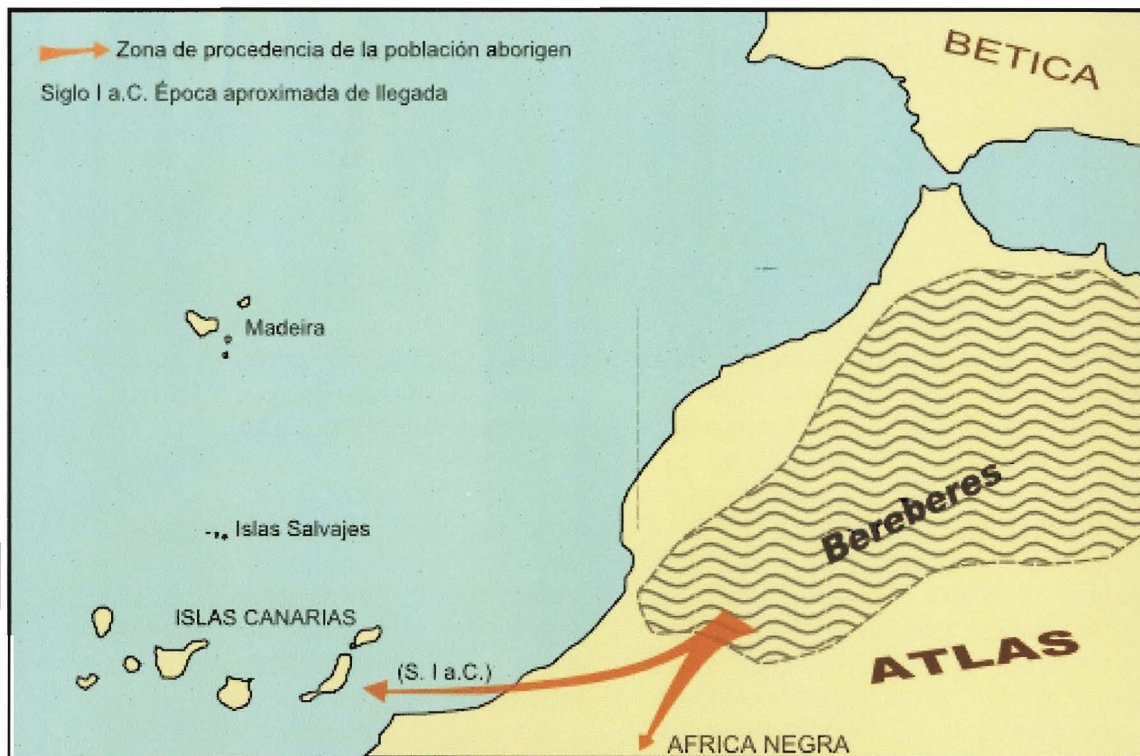 Zona de procedencia de la población aborigen
BETICA
Siglo I a.C. Época aproximada de llegada
Madeira
Bereberes
Islas Salvajes
ISLAS CANARIAS
ATLAS
(S. I a.C.)
AFRICA NEGRA